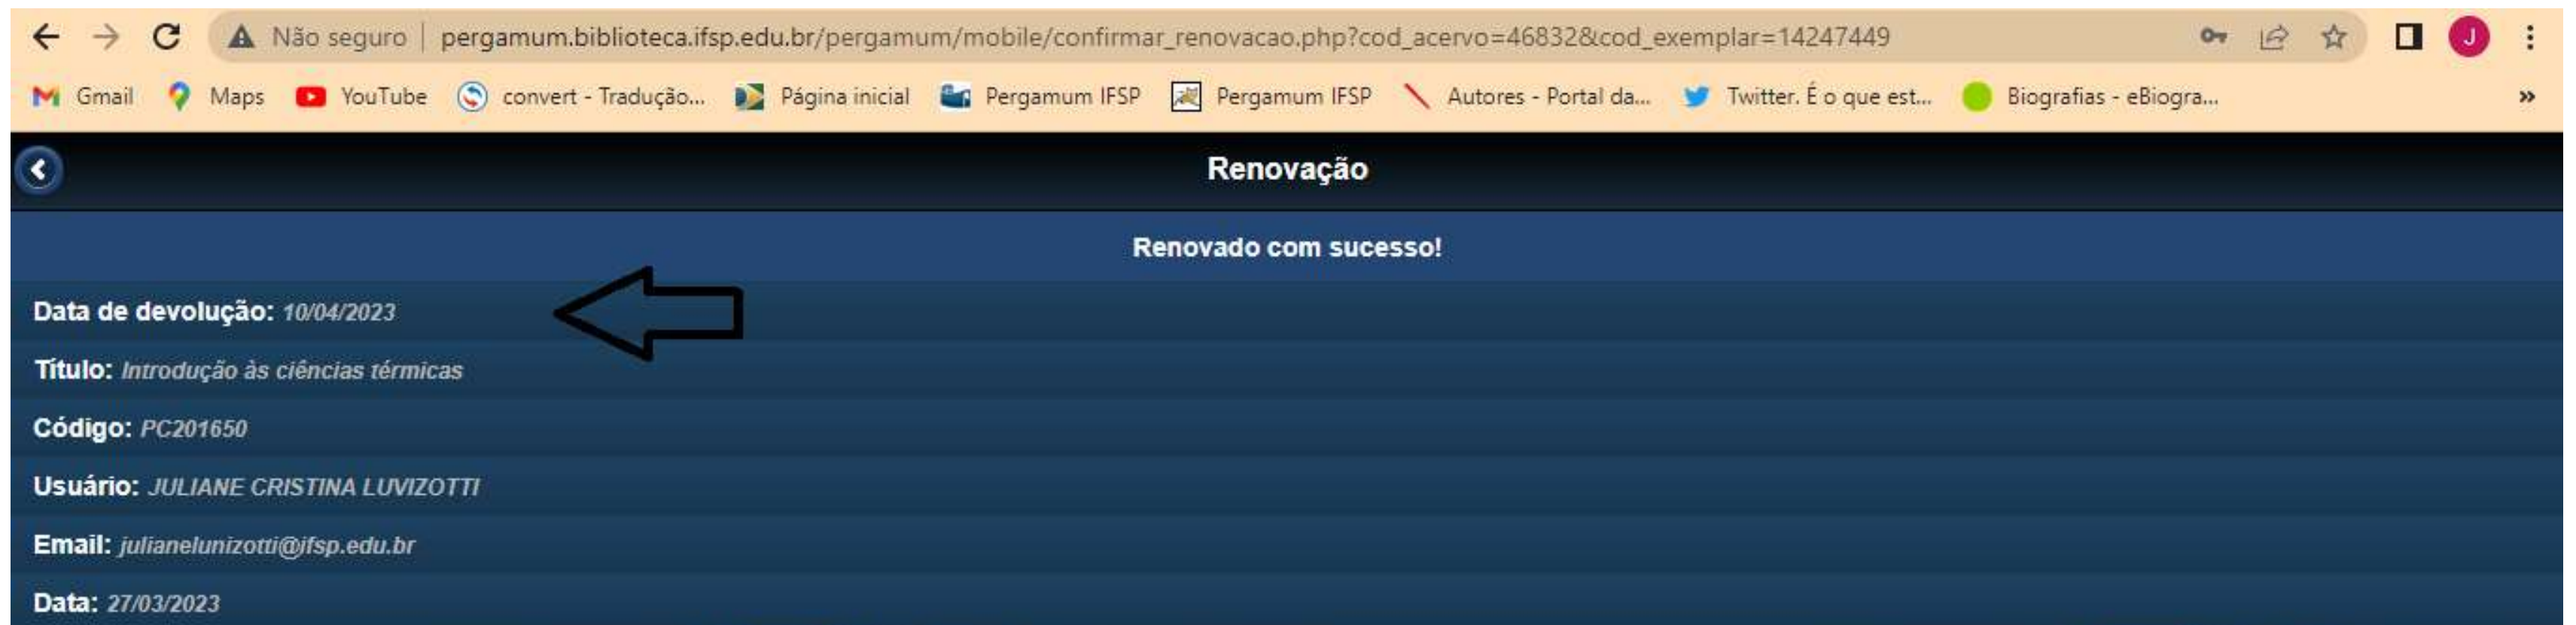 Não seguro | pergamum.biblioteca.ifsp.edu.br/pergamum/mobile/confirmar_renovacao.php?cod_acervo=46832&cod_exemplar=14247449 J
Gmail Maps YouTube convert - Tradução... Página inicial Pergamum IFSP Pergamum IFSP Autores - Portal da... Twitter. É o que est... Biografias - eBiogra... »
Renovação
Renovado com sucesso!
Data de devolução: 10/04/2023
Título: Introdução às ciências térmicas
Código: PC201650
Usuário: JULIANE CRISTINA LUVIZOTTI
Email: julianelunizotti@ifsp.edu.br
Data: 27/03/2023